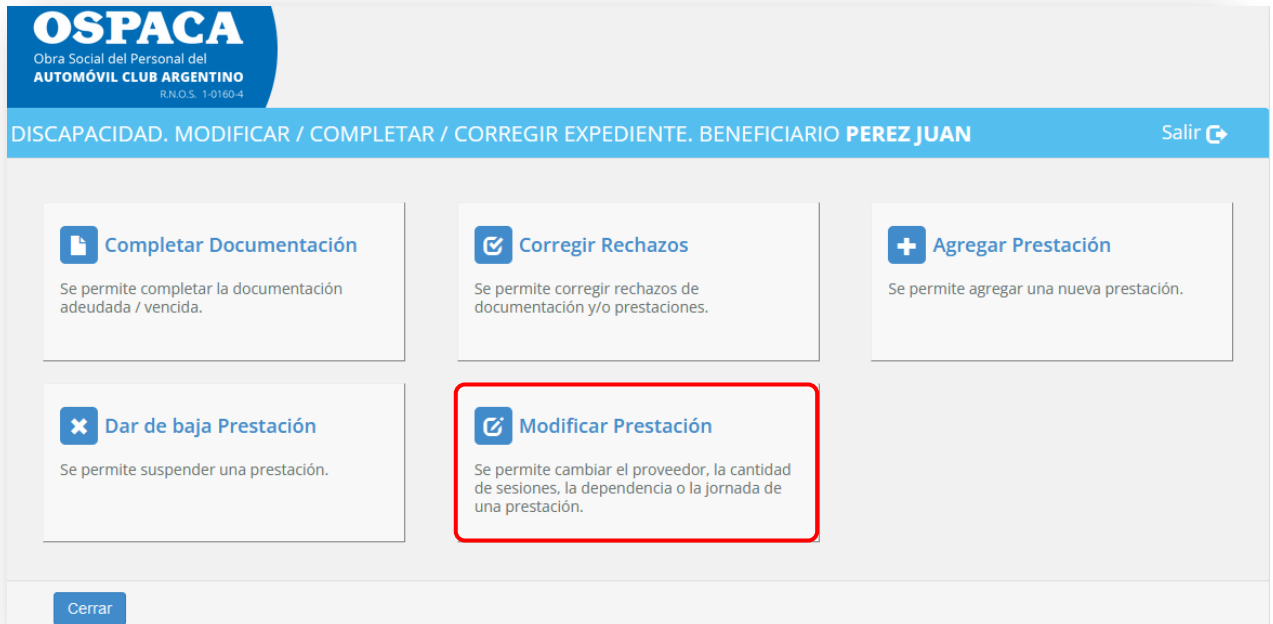 OSPACA
Obra Social del Personal del
AUTOMÓVIL CLUB ARGENTINO
R.N.O.S. 1-0160-4
DISCAPACIDAD. MODIFICAR / COMPLETAR / CORREGIR EXPEDIENTE. BENEFICIARIO PEREZ JUAN
Salir
Completar Documentación
Se permite completar la documentación
adeudada / vencida.
Corregir Rechazos
Se permite corregir rechazos de
documentación y/o prestaciones.
Agregar Prestación
Se permite agregar una nueva prestación.
Dar de baja Prestación
Se permite suspender una prestación.
Modificar Prestación
Se permite cambiar el proveedor, la cantidad
de sesiones, la dependencia o la jornada de
una prestación.
Cerrar